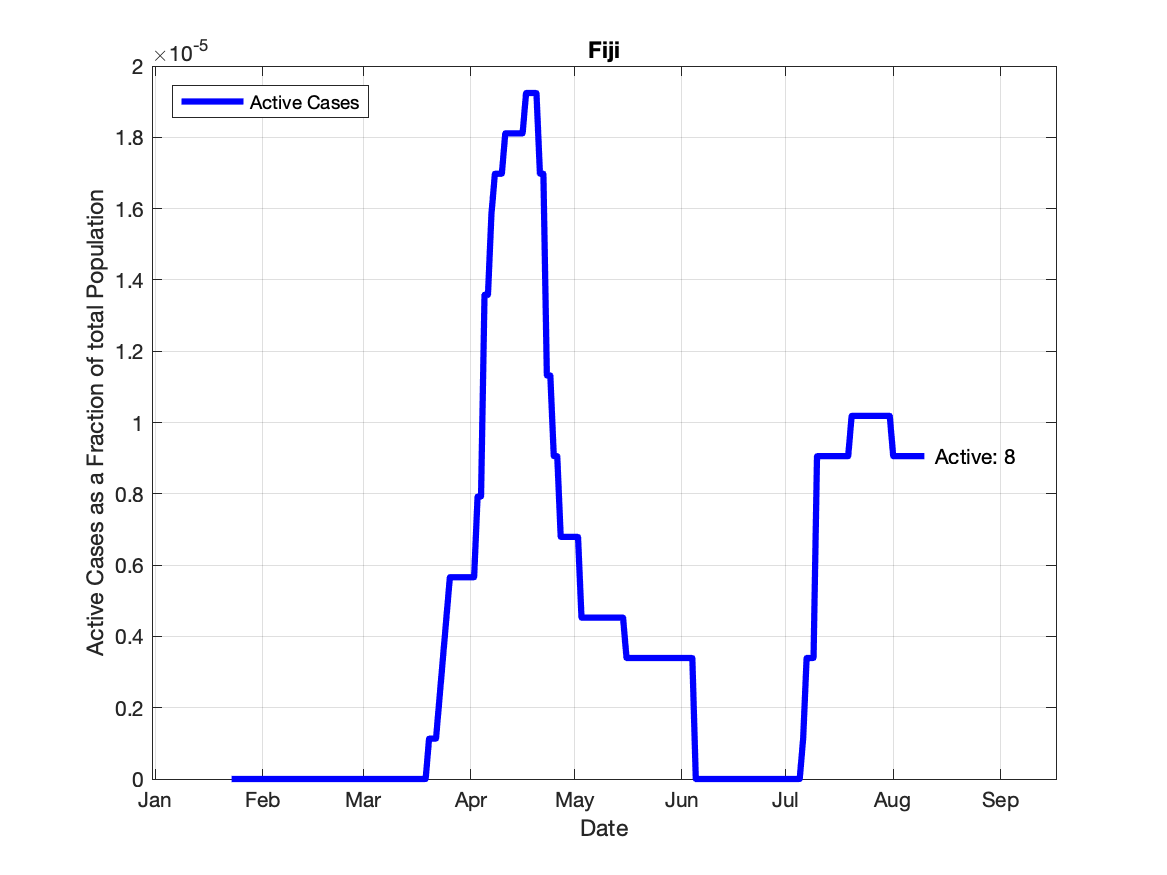 Fiji
×10-5
2
1.8
1.6
1.4
1.2
1
0.8
0.6
0.4
0.2
0
Active Cases as a Fraction of total Population
Active Cases
Active: 8
Jan Feb Mar Apr May Jun Jul Aug Sep
Date